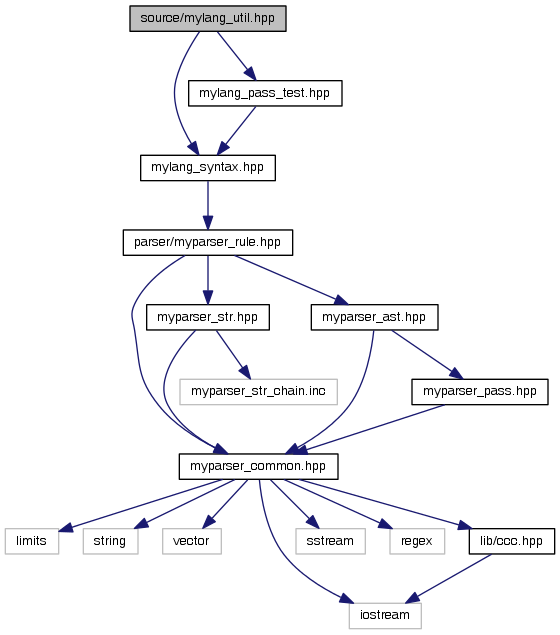 source/mylang_util.hpp
mylang_pass_test.hpp
mylang_syntax.hpp
parser/myparser_rule.hpp
myparser_str.hpp
myparser_ast.hpp
myparser_str_chain.inc
myparser_pass.hpp
myparser_common.hpp
limits
string
vector
sstream
regex
lib/ccc.hpp
iostream